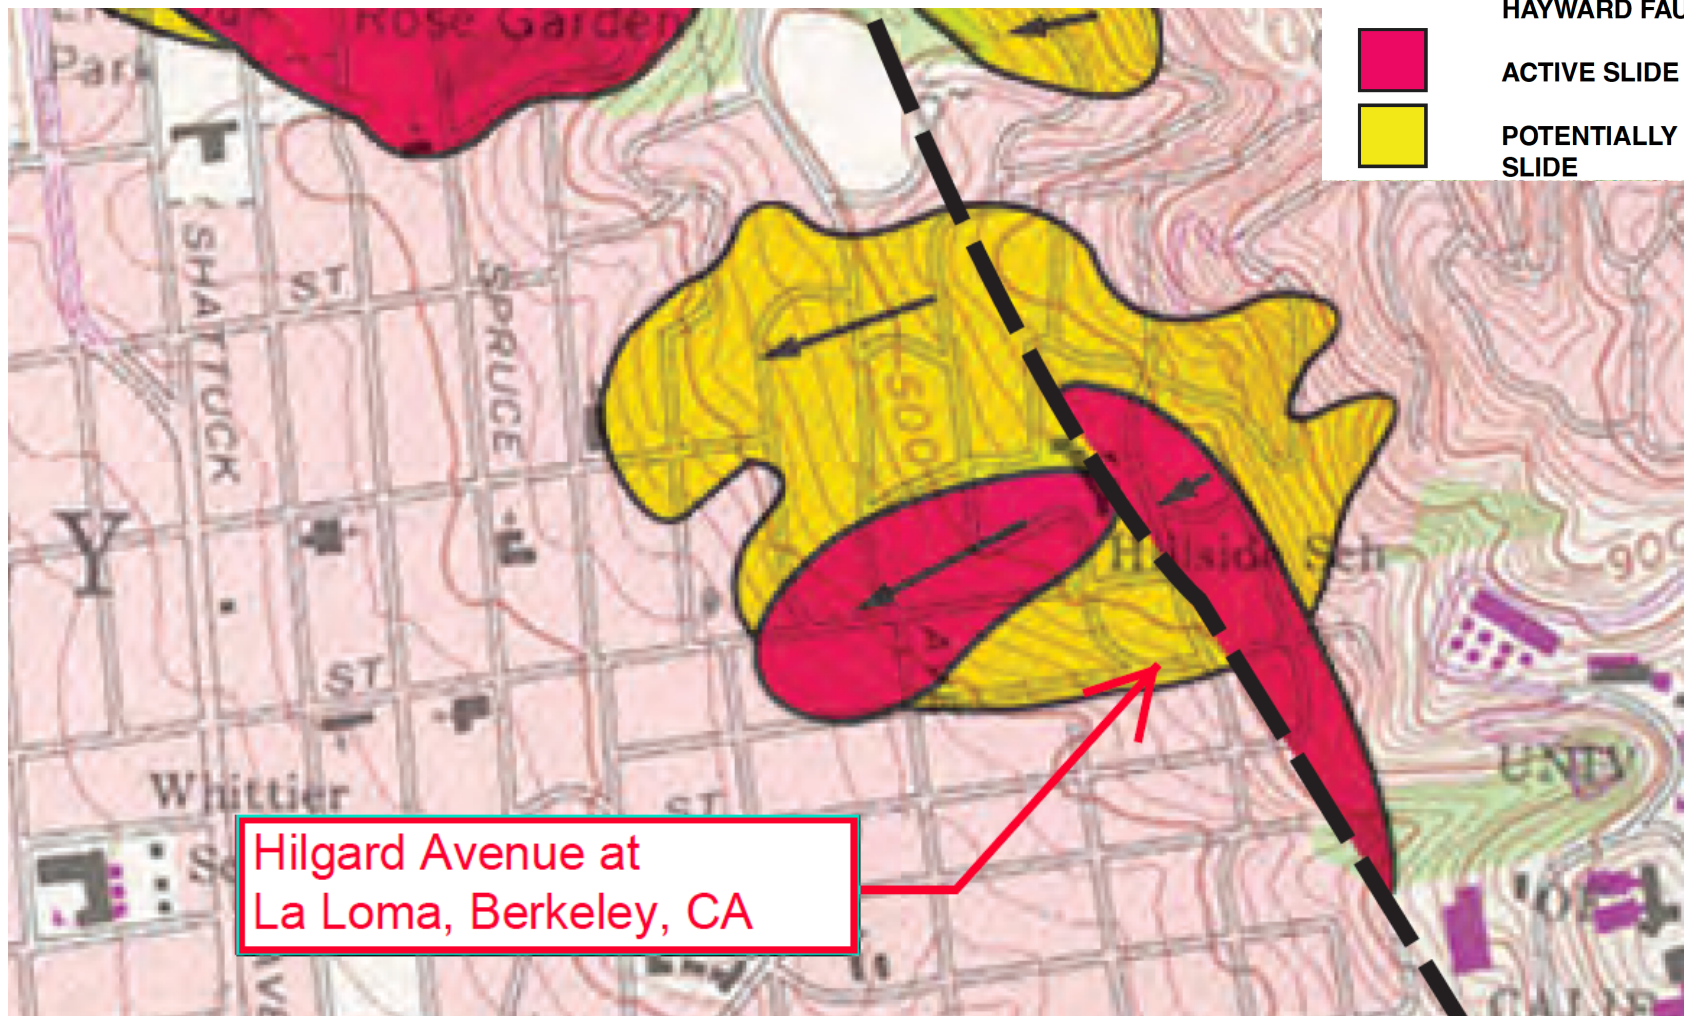 Rose Garden
Park
HAYWARD FAU
ACTIVE SLIDE
POTENTIALLY
SLIDE
SHATTUCK
ST
SPRUCE
500
Y
Hillside Sch
900
ST
UNIV
Whittier
ST
Hilgard Avenue at
La Loma, Berkeley, CA
CALIF